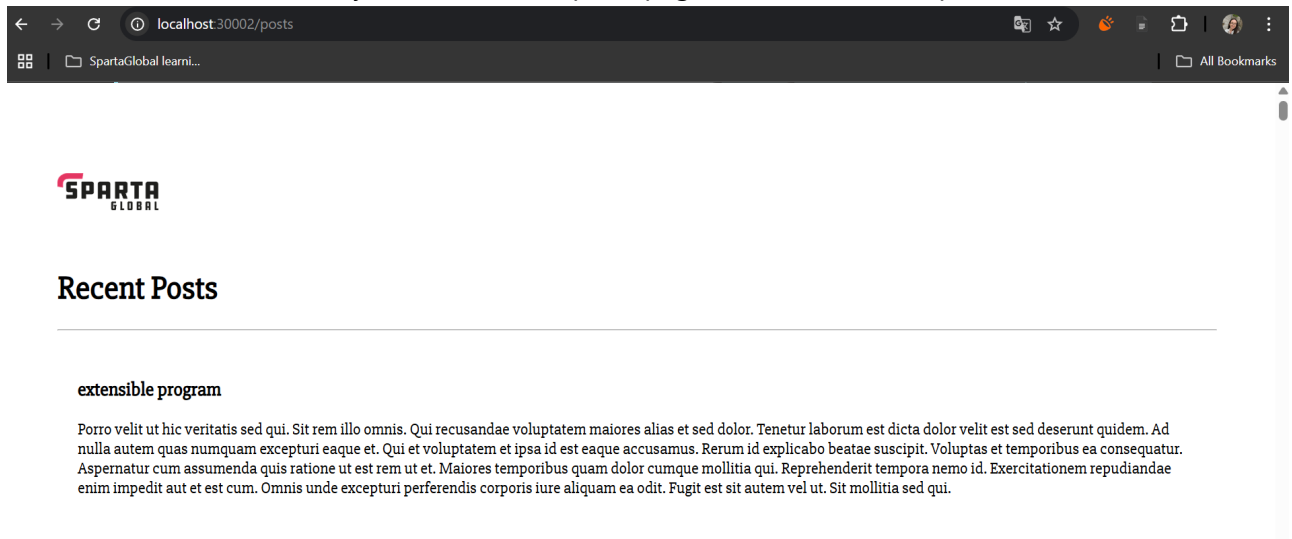 localhost:30002/posts
SpartaGlobal learni...
All Bookmarks
SPARTA
GLOBAL
Recent Posts
extensible program
Porro velit ut hic veritatis sed qui. Sit rem illo omnis. Qui recusandae voluptatem maiores alias et sed dolor. Tenetur laborum est dicta dolor velit est sed deserunt quidem. Ad
nulla autem quas numquam excepturi eaque et. Qui et voluptatem et ipsa id est eaque accusamus. Rerum id explicabo beatae suscipit. Voluptas et temporibus ea consequatur.
Aspernatur cum assumenda quis ratione ut est rem ut et. Maiores temporibus quam dolor cumque mollitia qui. Reprehenderit tempora nemo id. Exercitationem repudiandae
enim impedit aut et est cum. Omnis unde excepturi perferendis corporis iure aliquam ea odit. Fugit est sit autem vel ut. Sit mollitia sed qui.